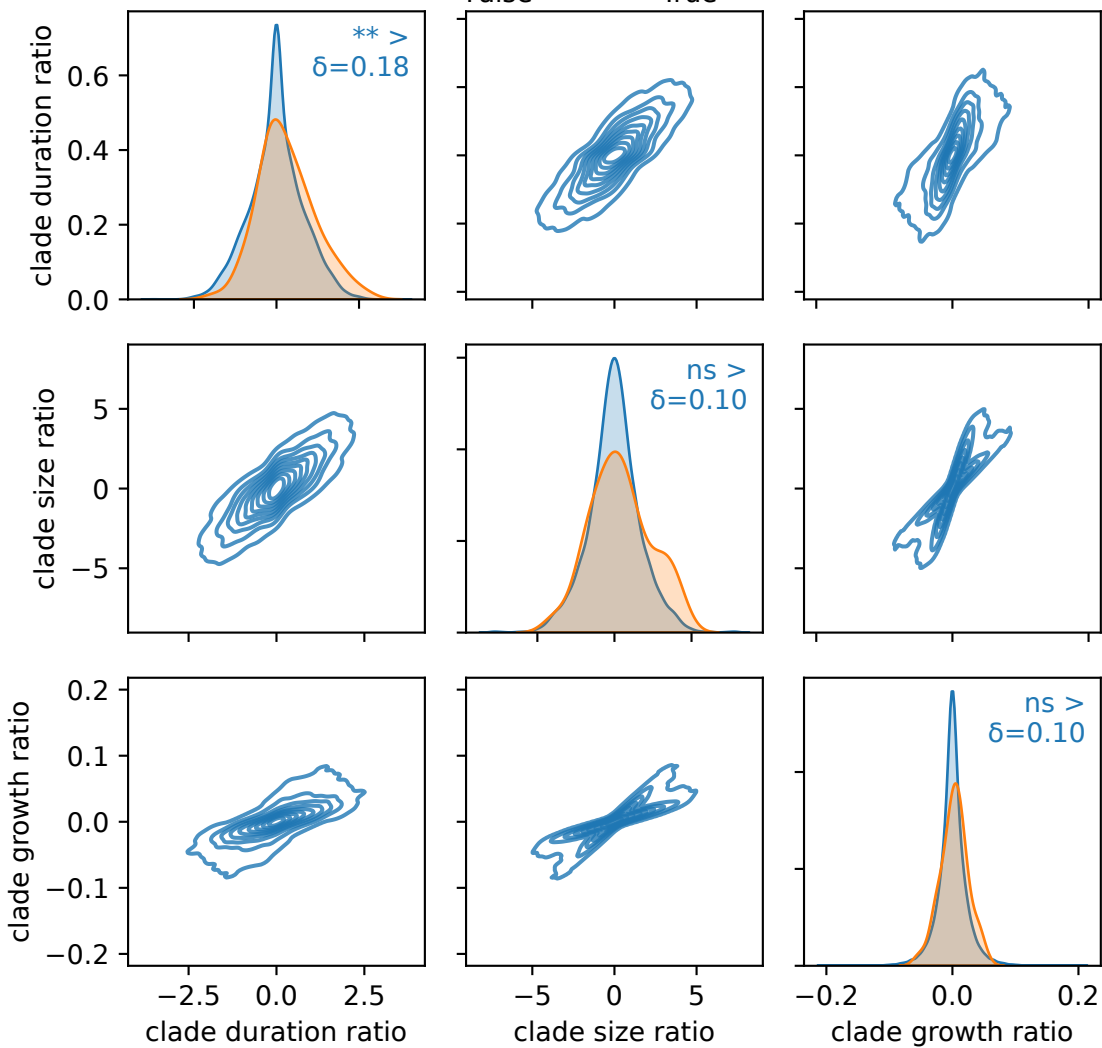 False True
clade duration ratio
0.6
0.4
0.2
0.0
** >
δ=0.18
clade size ratio
5
0
−5
ns >
δ=0.10
clade growth ratio
0.2
0.1
0.0
−0.1
−0.2
ns >
δ=0.10
−2.5 0.0 2.5 −5 0 5 −0.2 0.0 0.2
clade duration ratio clade size ratio clade growth ratio